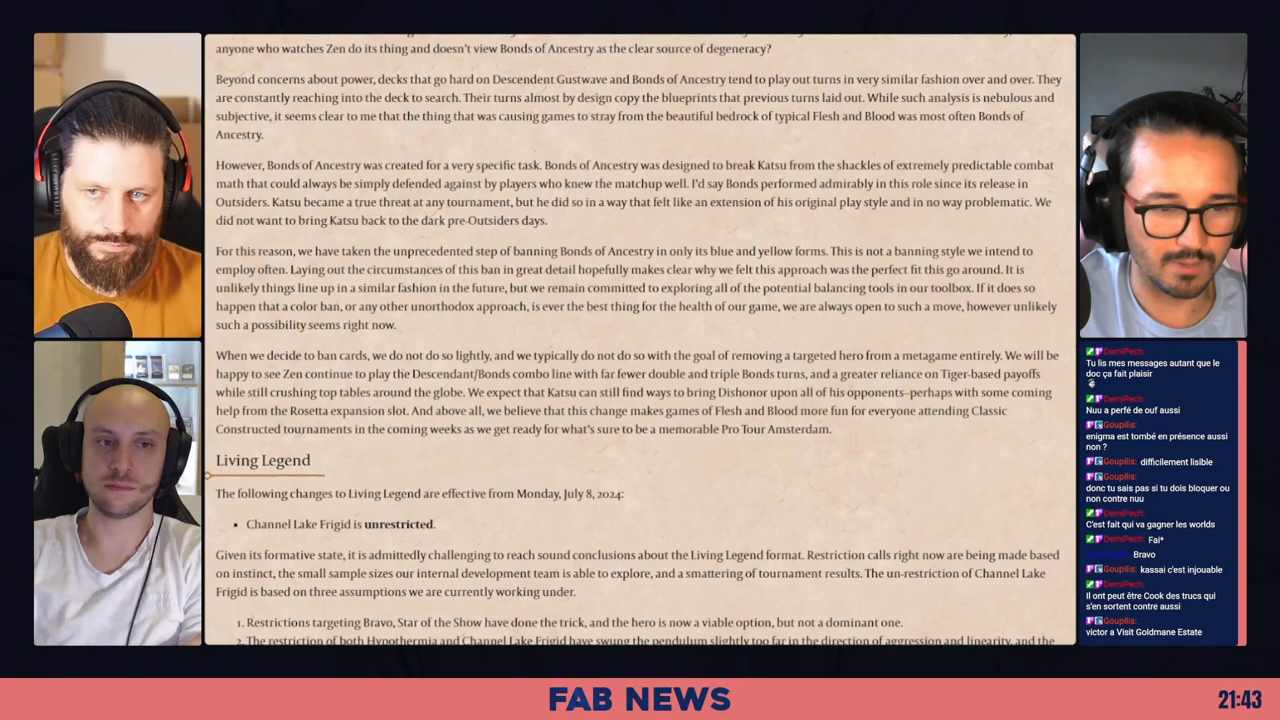 anyone who watches Zen do its thing and doesn't view Bonds of Ancestry as the clear source of degeneracy?
Beyond concerns about power, decks that go hard on Descendent Gustwave and Bonds of Ancestry tend to play out turns in very similar fashion over and over. They
are constantly reaching into the deck to search. Their turns almost by design copy the blueprints that previous turns laid out. While such analysis is nebulous and
subjective, it seems clear to me that the thing that was causing games to stray from the beautiful bedrock of typical Flesh and Blood was most often Bonds of
Ancestry.
However, Bonds of Ancestry was created for a very specific task. Bonds of Ancestry was designed to break Katsu from the shackles of extremely predictable combat
math that could always be simply defended against by players who knew the matchup well. I'd say Bonds performed admirably in this role since its release in
Outsiders. Katsu became a true threat at any tournament, but he did so in a way that felt like an extension of his original play style and in no way problematic. We
did not want to bring Katsu back to the dark pre-Outsiders days.
For this reason, we have taken the unprecedented step of banning Bonds of Ancestry in only its blue and yellow forms. This is not a banning style we intend to
employ often. Laying out the circumstances of this ban in great detail hopefully makes clear why we felt this approach was the perfect fit this go around. It is
unlikely things line up in a similar fashion in the future, but we remain committed to exploring all of the potential balancing tools in our toolbox. If it does so
happen that a color ban, or any other unorthodox approach, is ever the best thing for the health of our game, we are always open to such a move, however unlikely
such a possibility seems right now.
When we decide to ban cards, we do not do so lightly, and we typically do not do so with the goal of removing a targeted hero from a metagame entirely. We will be
happy to see Zen continue to play the Descendant/Bonds combo line with far fewer double and triple Bonds turns, and a greater reliance on Tiger-based payoffs
while still crushing top tables around the globe. We expect that Katsu can still find ways to bring Dishonor upon all of his opponents–perhaps with some coming
help from the Rosetta expansion slot. And above all, we believe that this change makes games of Flesh and Blood more fun for everyone attending Classic
Constructed tournaments in the coming weeks as we get ready for what's sure to be a memorable Pro Tour Amsterdam.
Living Legend
The following changes to Living Legend are effective from Monday, July 8, 2024:
• Channel Lake Frigid is unrestricted.
Given its formative state, it is admittedly challenging to reach sound conclusions about the Living Legend format. Restriction calls right now are being made based
on instinct, the small sample sizes our internal development team is able to explore, and a smattering of tournament results. The un-restriction of Channel Lake
Frigid is based on three assumptions we are currently working under.
1. Restrictions targeting Bravo, Star of the Show have done the trick, and the hero is now a viable option, but not a dominant one.
2. The restriction of both Hypothermia and Channel Lake Frigid have swung the pendulum slightly too far in the direction of aggression and linearity, and the
DemiPech:
Tu lis mes messages autant que le
doc ça fait plaisir
DemiPech:
Nuu a perfé de ouf aussi
Goupilis:
enigma est tombé en présence aussi
non ?
Goupilis: difficilement lisible
Goupilis:
donc tu sais pas si tu dois bloquer ou
non contre nuu
DemiPech:
C'est fait qui va gagner les worlds
DemiPech: Fai*
Bravo
Goupilis: kassai c'est injouable
DemiPech:
Il ont peut être Cook des trucs qui
s'en sortent contre aussi
Goupilis:
victor a Visit Goldmane Estate
FAB NEWS
21:43